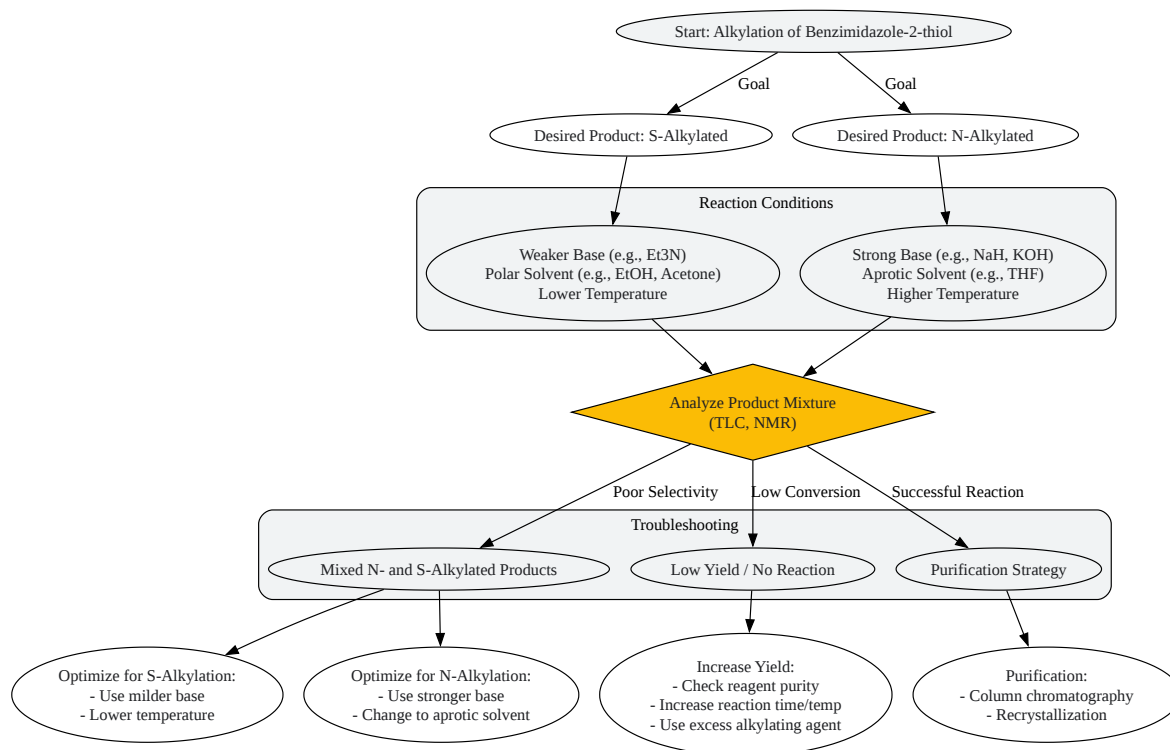 Start: Alkylation of Benzimidazole-2-thiol
Goal
Goal
Desired Product: S-Alkylated
Desired Product: N-Alkylated
Reaction Conditions
Weaker Base (e.g., Et3N)
Polar Solvent (e.g., EtOH, Acetone)
Lower Temperature
Strong Base (e.g., NaH, KOH)
Aprotic Solvent (e.g., THF)
Higher Temperature
Analyze Product Mixture
(TLC, NMR)
Poor Selectivity
Low Conversion
Successful Reaction
Troubleshooting
Mixed N- and S-Alkylated Products
Low Yield / No Reaction
Purification Strategy
Optimize for S-Alkylation:
- Use milder base
- Lower temperature
Optimize for N-Alkylation:
- Use stronger base
- Change to aprotic solvent
Increase Yield:
- Check reagent purity
- Increase reaction time/temp
- Use excess alkylating agent
Purification:
- Column chromatography
- Recrystallization